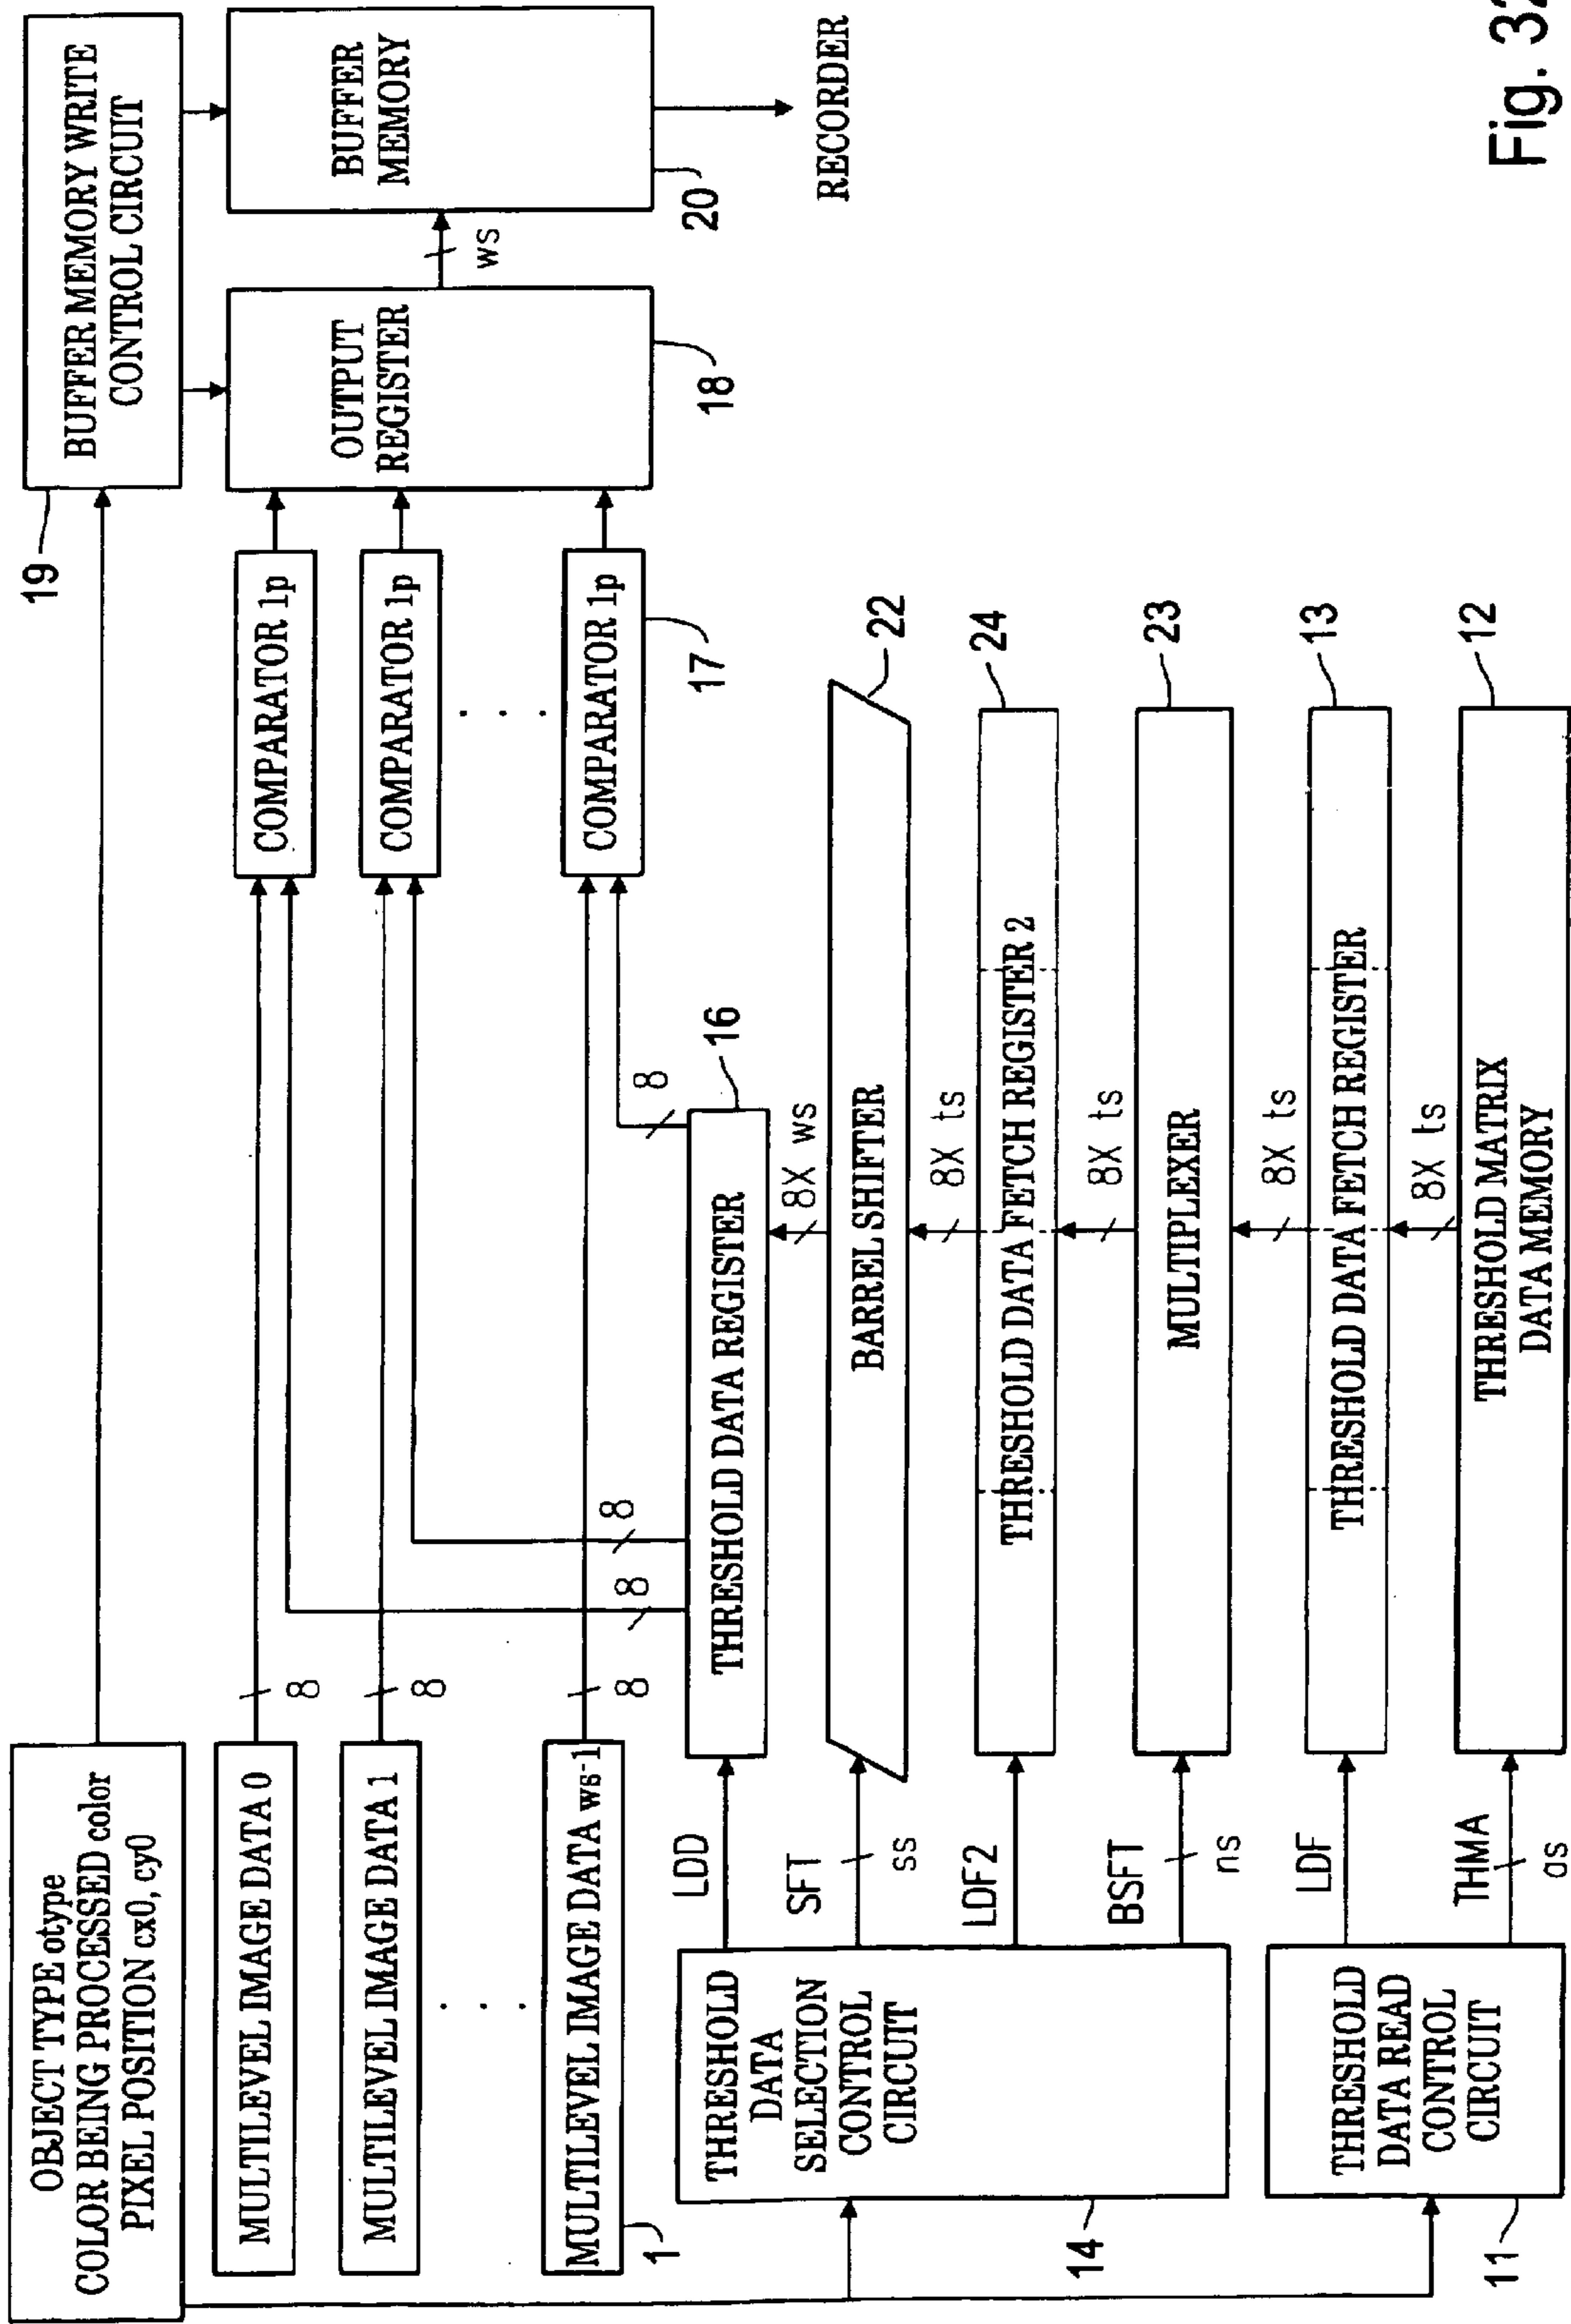 OBJECT TYPE otype
COLOR BEING PROCESSED color
PIXEL POSITION cx0, cy0
19
BUFFER MEMORY WRITE
CONTROL CIRCUIT
MULTILEVEL IMAGE DATA 0
8
COMPARATOR 1p
MULTILEVEL IMAGE DATA 1
8
COMPARATOR 1p
. . .
. . .
MULTILEVEL IMAGE DATA ws-1
8
COMPARATOR 1p
1
17
OUTPUT
REGISTER
18
ws
BUFFER
MEMORY
20
RECORDER
8
8
8
16
THRESHOLD DATA REGISTER
LDD
8X ws
THRESHOLD
DATA
SELECTION
CONTROL
CIRCUIT
14
SFT
ss
BARREL SHIFTER
22
8X ts
LDF2
THRESHOLD DATA FETCH REGISTER 2
24
8X ts
BSFT
ns
MULTIPLEXER
23
8X ts
THRESHOLD
DATA READ
CONTROL
CIRCUIT
11
LDF
THRESHOLD DATA FETCH REGISTER
13
8X ts
THMA
as
THRESHOLD MATRIX
DATA MEMORY
12